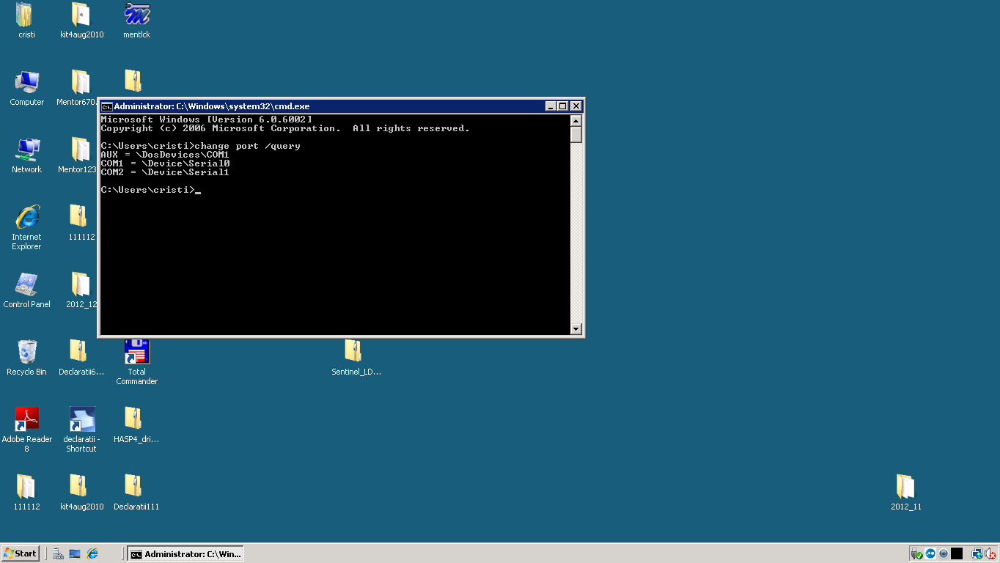 cristi
kit4aug2010
mentlck
Computer
Mentor670.
Network
Mentor123
Internet
Explorer
111112
Control Panel
2012_12
Recycle Bin
Declaratii6...
Total
Commander
Sentinel_LD...
Adobe Reader
8
declaratii -
Shortcut
HASP4_dri...
111112
kit4aug2010
Declaratii111
2012_11
Administrator: C:\Windows\system32\cmd.exe
Microsoft Windows [Version 6.0.6002]
Copyright (c) 2006 Microsoft Corporation.  All rights reserved.
C:\Users\cristi>change port /query
AUX = \DosDevices\COM1
COM1 = \Device\Serial0
COM2 = \Device\Serial1
C:\Users\cristi>_
Start
Administrator: C:\Win...